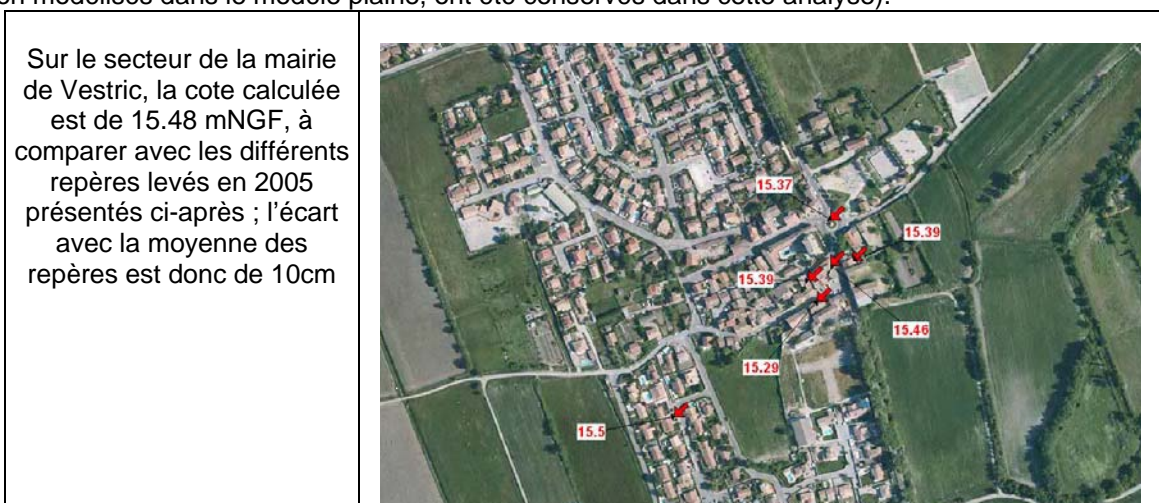 on modélisés dans le modèle plaine, ont été conservés dans cette analyse).
Sur le secteur de la mairie
de Vestric, la cote calculée
est de 15.48 mNGF, à
comparer avec les différents
repères levés en 2005
présentés ci-après ; l'écart
avec la moyenne des
repères est donc de 10cm
15.37
15.39
15.39
15.46
15.29
15.5